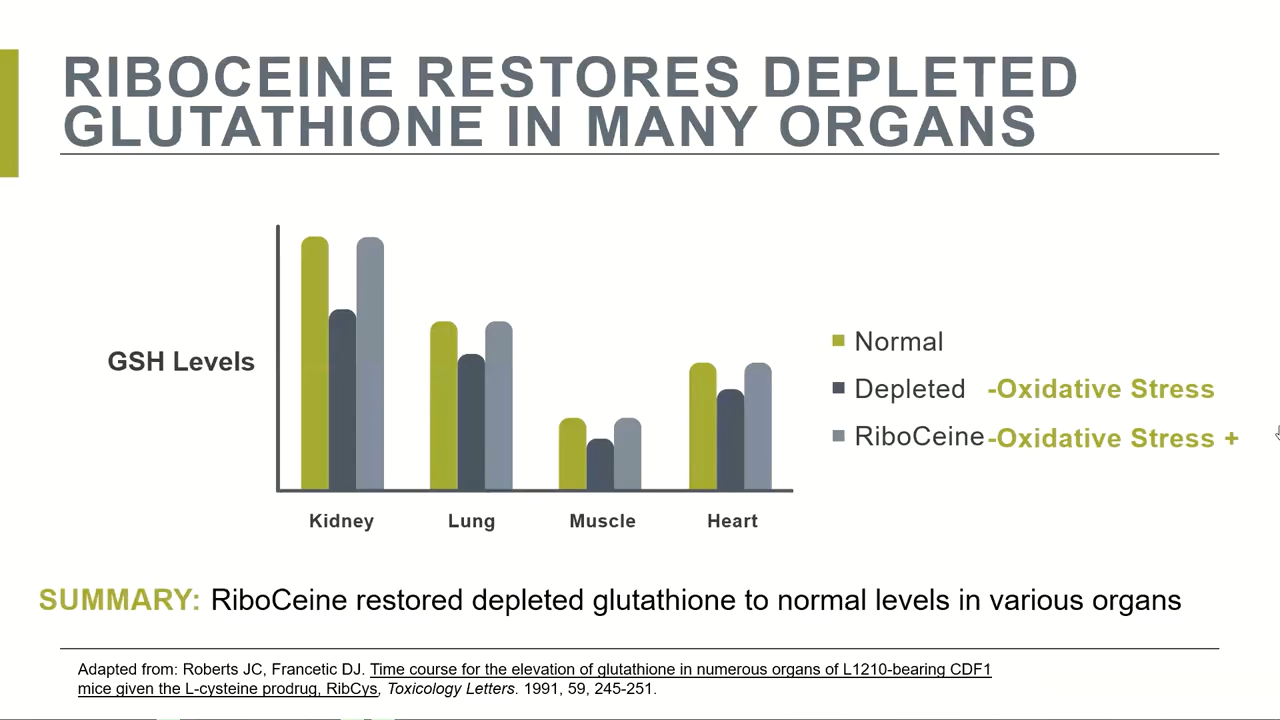 RIBOCEINE RESTORES DEPLETED
GLUTATHIONE IN MANY ORGANS
GSH Levels
Normal
Depleted -Oxidative Stress
RiboCeine -Oxidative Stress +
Kidney Lung Muscle Heart
SUMMARY: RiboCeine restored depleted glutathione to normal levels in various organs
Adapted from: Roberts JC, Francetic DJ. Time course for the elevation of glutathione in numerous organs of L1210-bearing CDF1
mice given the L-cysteine prodrug, RibCys, Toxicology Letters. 1991, 59, 245-251.